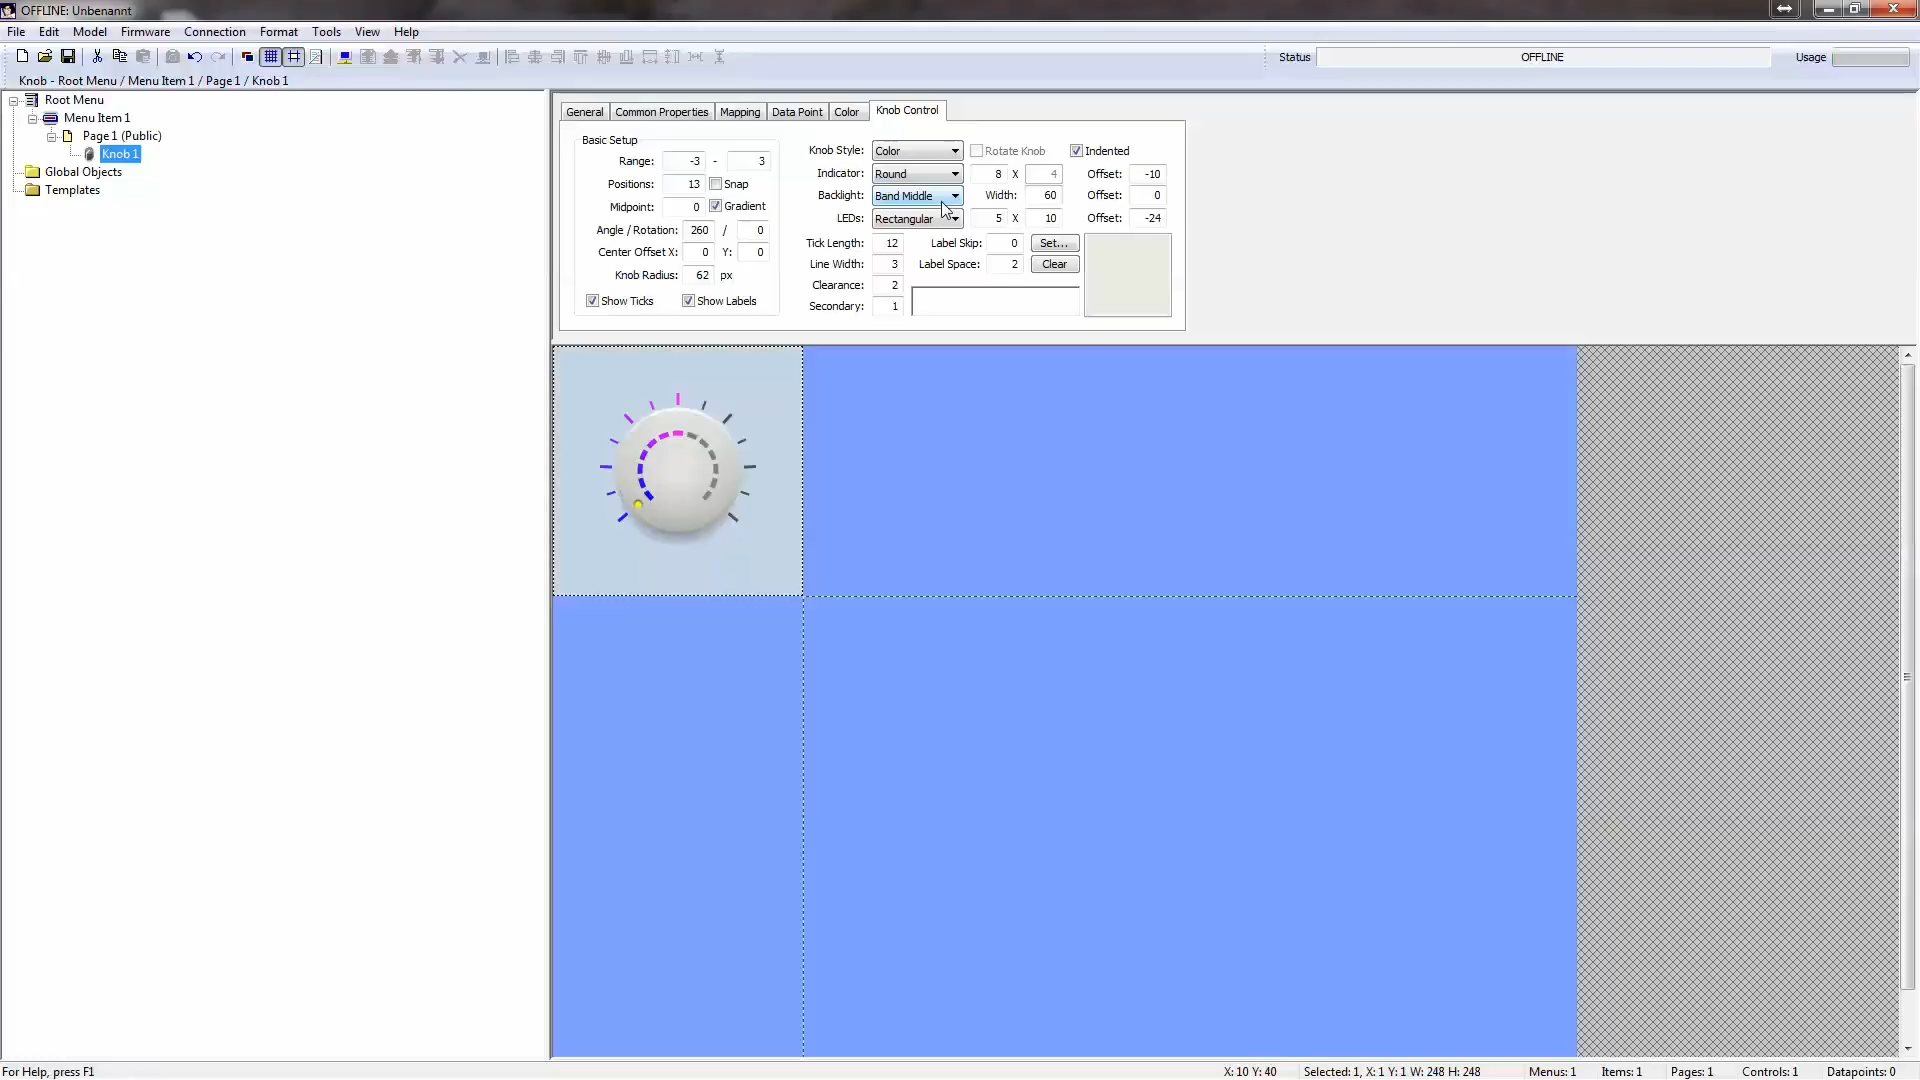 OFFLINE: Unbenannt
File Edit Model Firmware Connection Format Tools View Help
Status OFFLINE Usage
Knob - Root Menu / Menu Item 1 / Page 1 / Knob 1
Root Menu
Menu Item 1
Page 1 (Public)
Knob 1
Global Objects
Templates
General Common Properties Mapping Data Point Color Knob Control
Basic Setup
Range: -3 - 3
Positions: 13 Snap
Midpoint: 0 Gradient
Angle / Rotation: 260 / 0
Center Offset X: 0 Y: 0
Knob Radius: 62 px
Show Ticks Show Labels
Knob Style: Color Rotate Knob Indented
Indicator: Round 8 X 4 Offset: -10
Backlight: Band Middle Width: 60 Offset: 0
LEDs: Rectangular 5 X 10 Offset: -24
Tick Length: 12 Label Skip: 0 Set...
Line Width: 3 Label Space: 2 Clear
Clearance: 2
Secondary: 1
For Help, press F1
X: 10 Y: 40 Selected: 1, X: 1 Y: 1 W: 248 H: 248 Menus: 1 Items: 1 Pages: 1 Controls: 1 Datapoints: 0